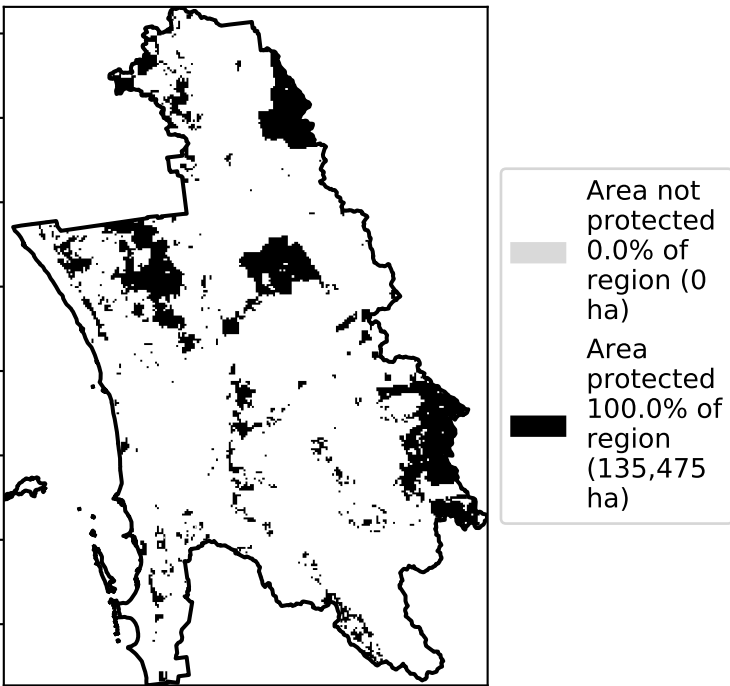 Area not
protected
0.0% of
region (0
ha)
Area
protected
100.0% of
region
(135,475
ha)